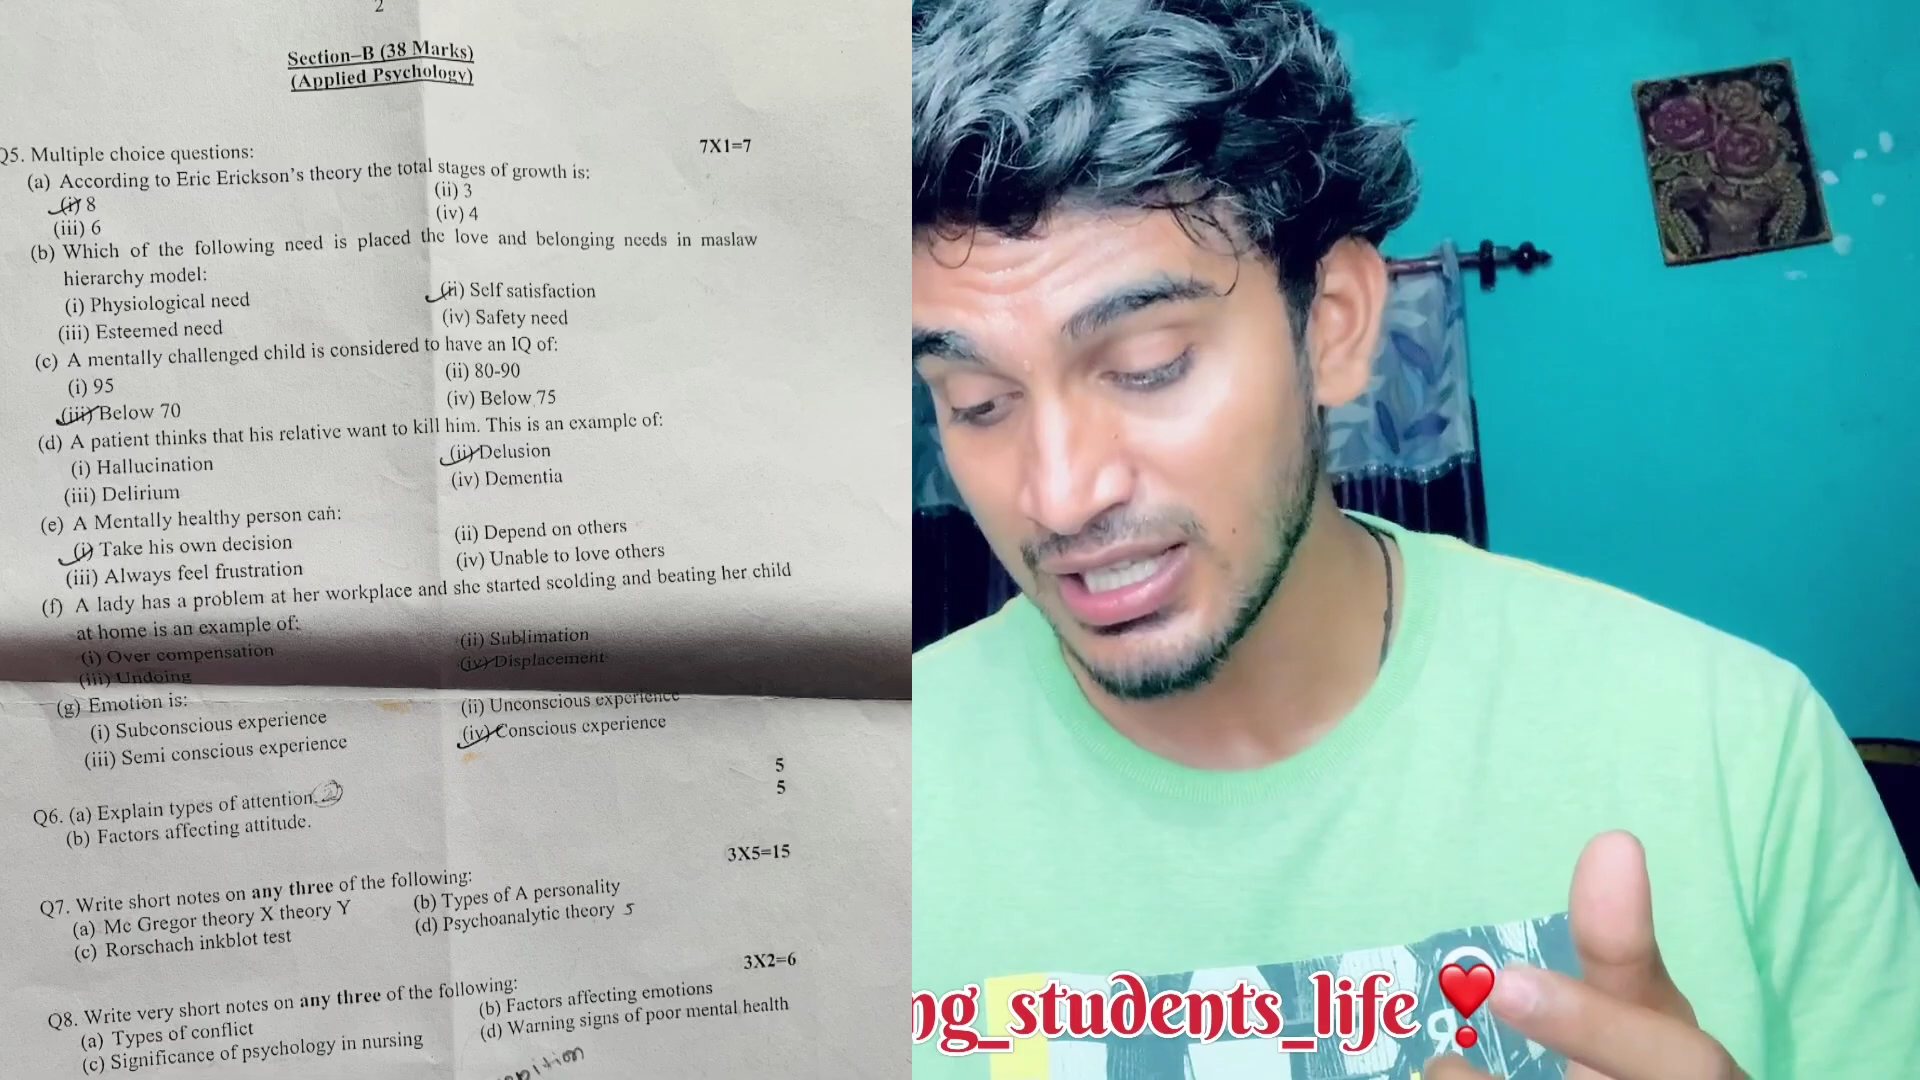 2
Section–B (38 Marks)
(Applied Psychology)
Q5. Multiple choice questions: 7X1=7
(a) According to Eric Erickson's theory the total stages of growth is:
(i) 8 (ii) 3
(iii) 6 (iv) 4
(b) Which of the following need is placed the love and belonging needs in maslaw
hierarchy model:
(i) Physiological need (ii) Self satisfaction
(iii) Esteemed need (iv) Safety need
(c) A mentally challenged child is considered to have an IQ of:
(i) 95 (ii) 80-90
(iii) Below 70 (iv) Below 75
(d) A patient thinks that his relative want to kill him. This is an example of:
(i) Hallucination (ii) Delusion
(iii) Delirium (iv) Dementia
(e) A Mentally healthy person can:
(i) Take his own decision (ii) Depend on others
(iii) Always feel frustration (iv) Unable to love others
(f) A lady has a problem at her workplace and she started scolding and beating her child
at home is an example of:
(i) Over compensation (ii) Sublimation
(iii) Undoing (iv) Displacement
(g) Emotion is:
(i) Subconscious experience (ii) Unconscious experience
(iii) Semi conscious experience (iv) Conscious experience
Q6. (a) Explain types of attention. 5
(b) Factors affecting attitude. 5
Q7. Write short notes on any three of the following: 3X5=15
(a) Mc Gregor theory X theory Y (b) Types of A personality
(c) Rorschach inkblot test (d) Psychoanalytic theory 5
Q8. Write very short notes on any three of the following: 3X2=6
(a) Types of conflict (b) Factors affecting emotions
(c) Significance of psychology in nursing (d) Warning signs of poor mental health
ng_students_life